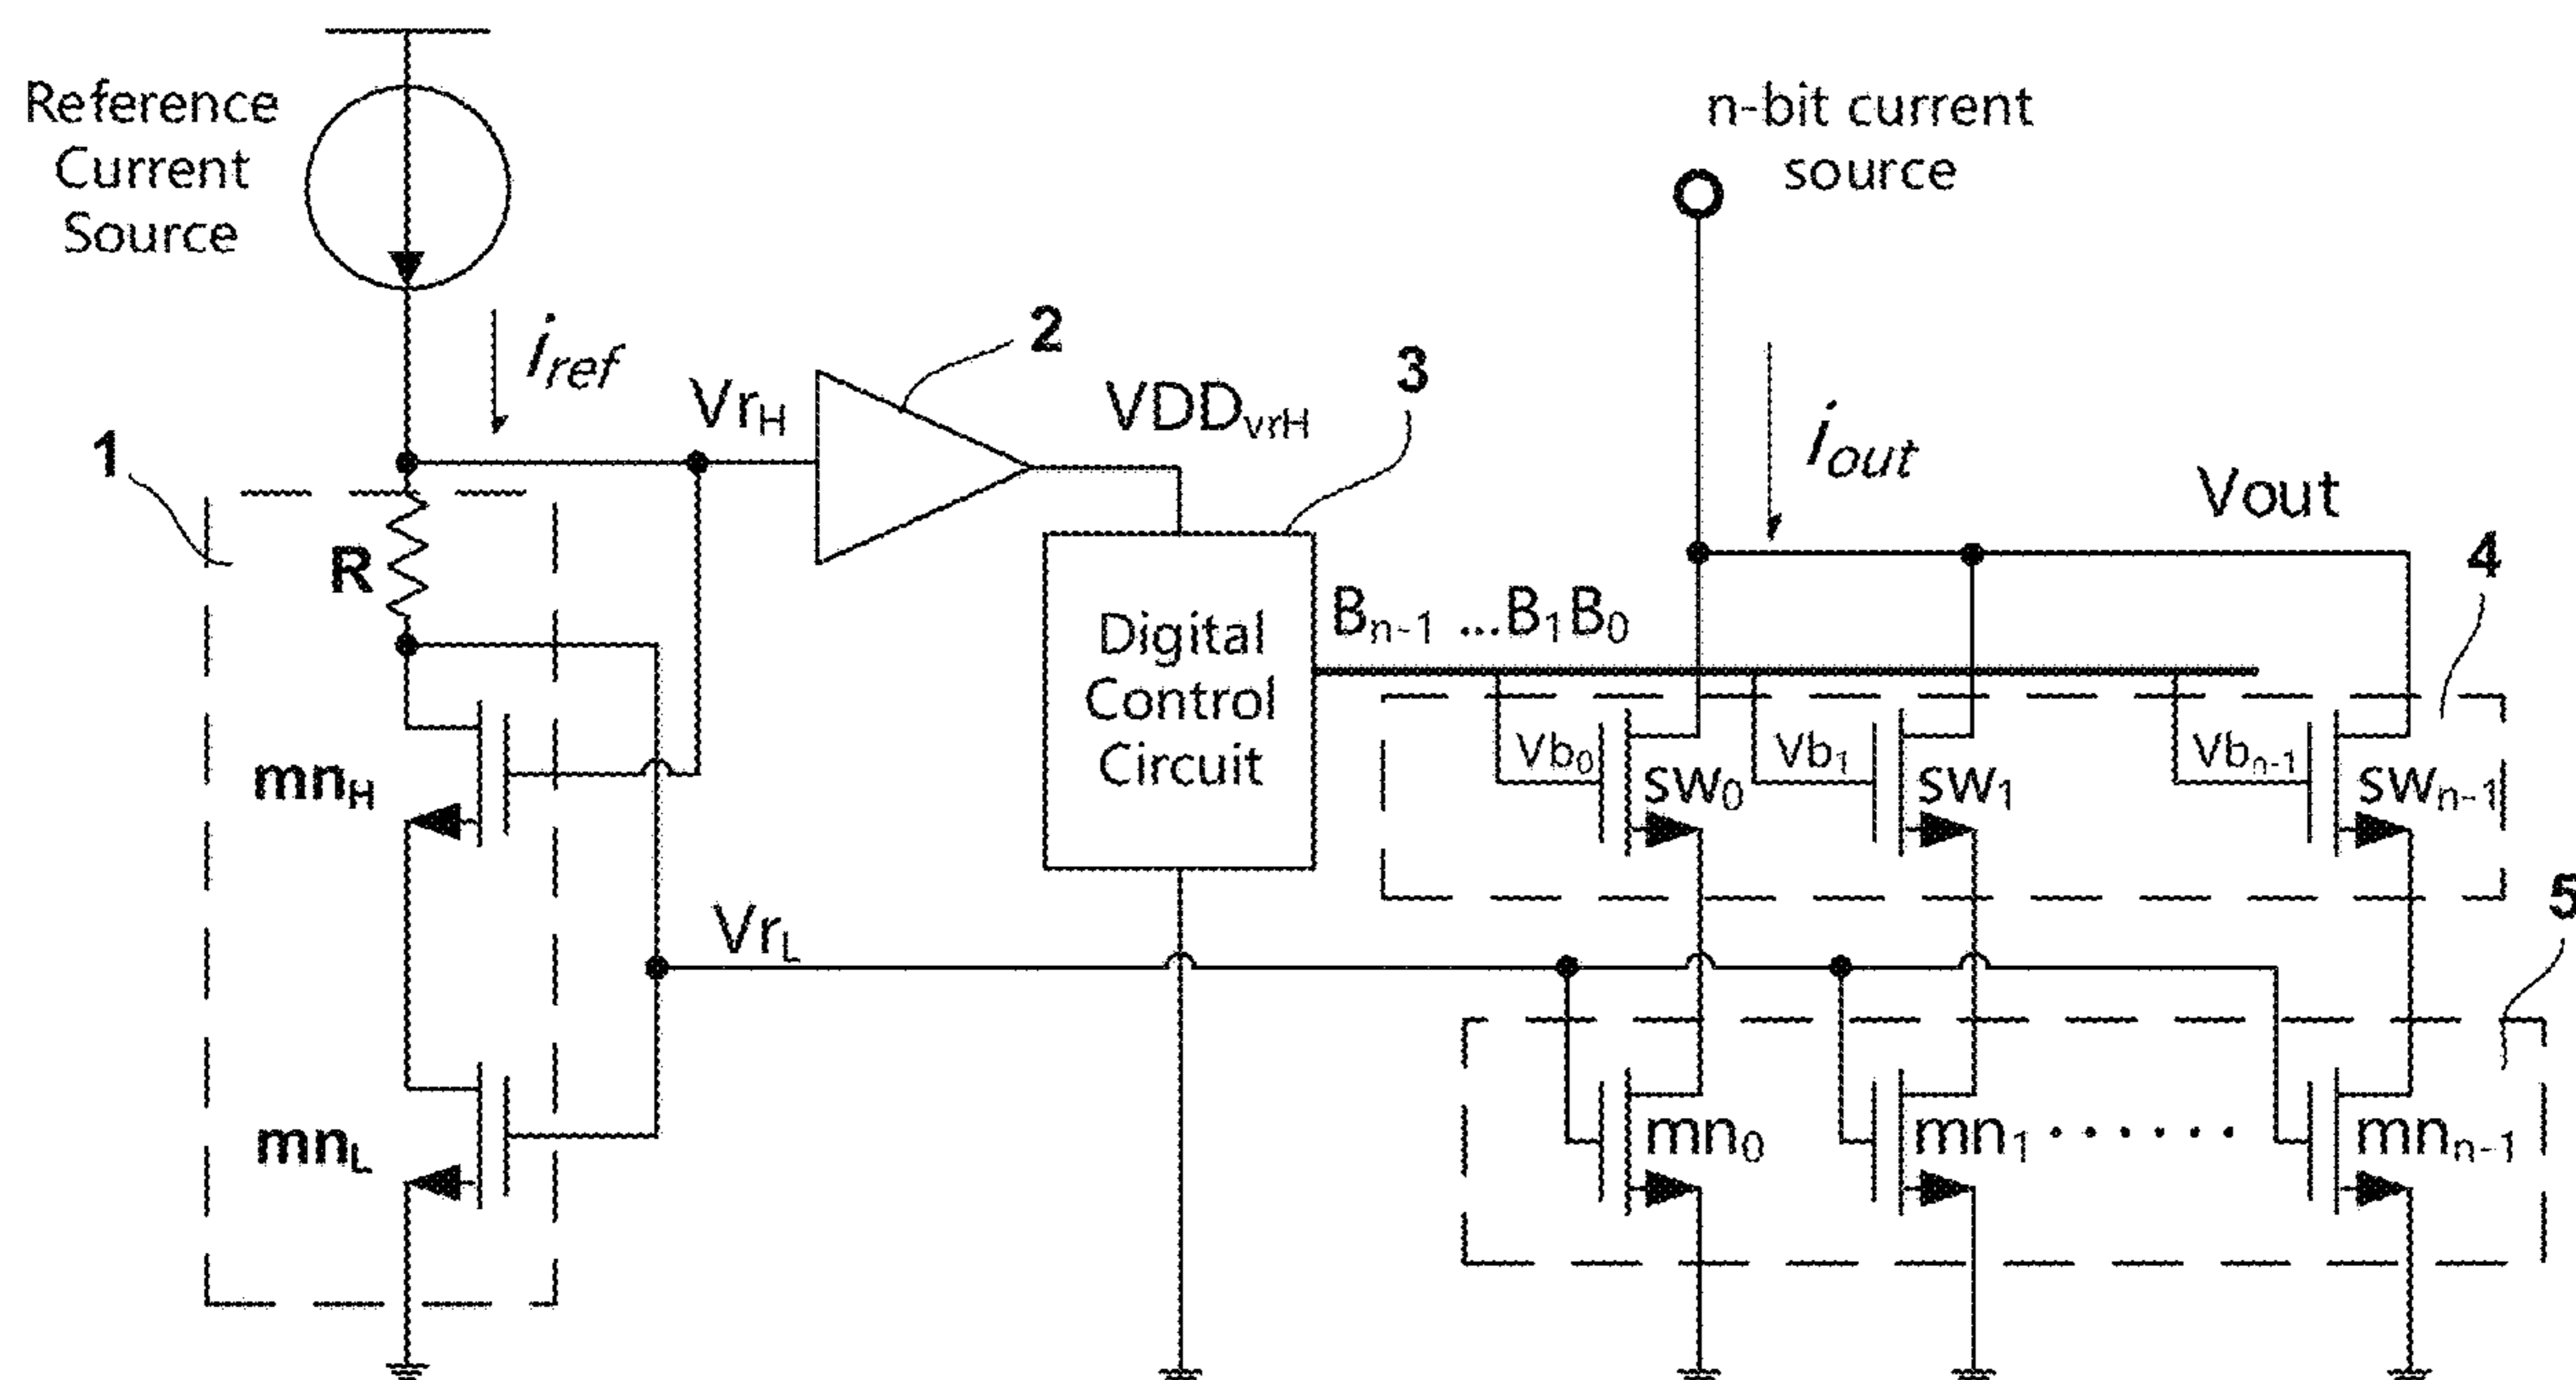 Reference
Current
Source
n-bit current
source
i_ref
2
3
Vr_H
VDD_vrH
i_out
Vout
1
4
R
B_n-1 ...B_1B_0
Digital
Control
Circuit
Vb_0
Vb_1
Vb_n-1
mn_H
sw_0
sw_1
sw_n-1
5
Vr_L
mn_L
mn_0
mn_1 · · · · · ·
mn_n-1